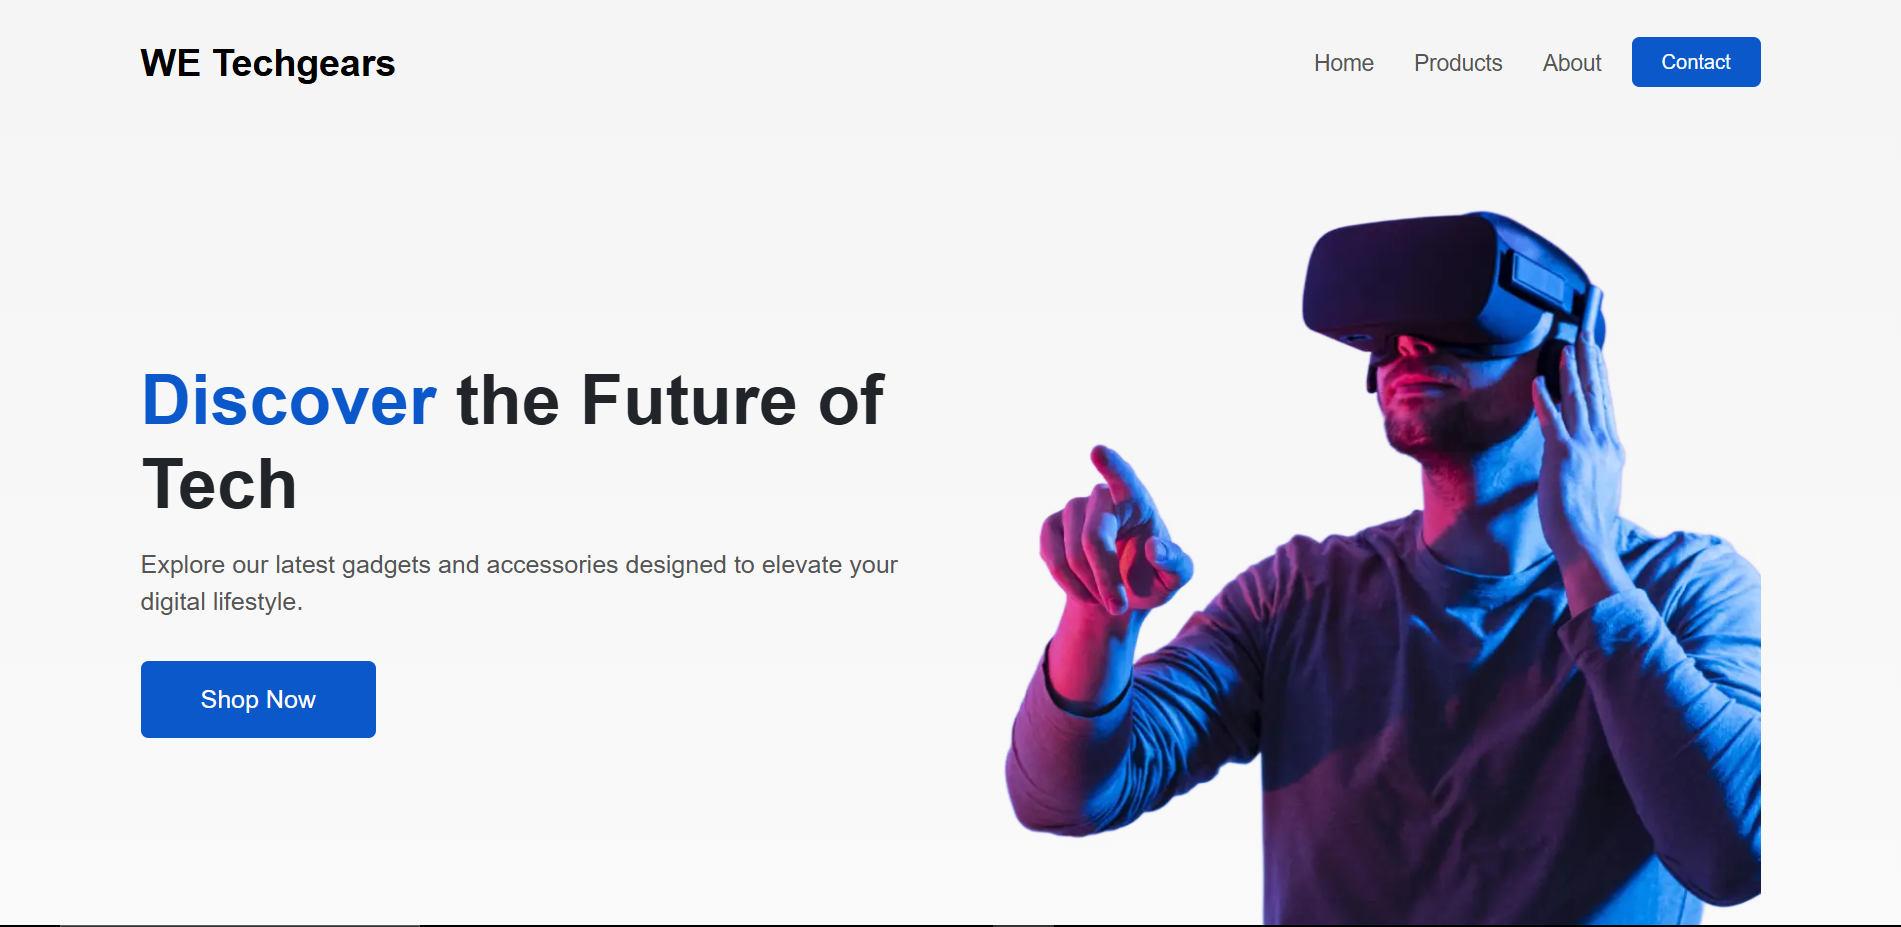 WE Techgears
Home Products About Contact
Discover the Future of
Tech
Explore our latest gadgets and accessories designed to elevate your
digital lifestyle.
Shop Now